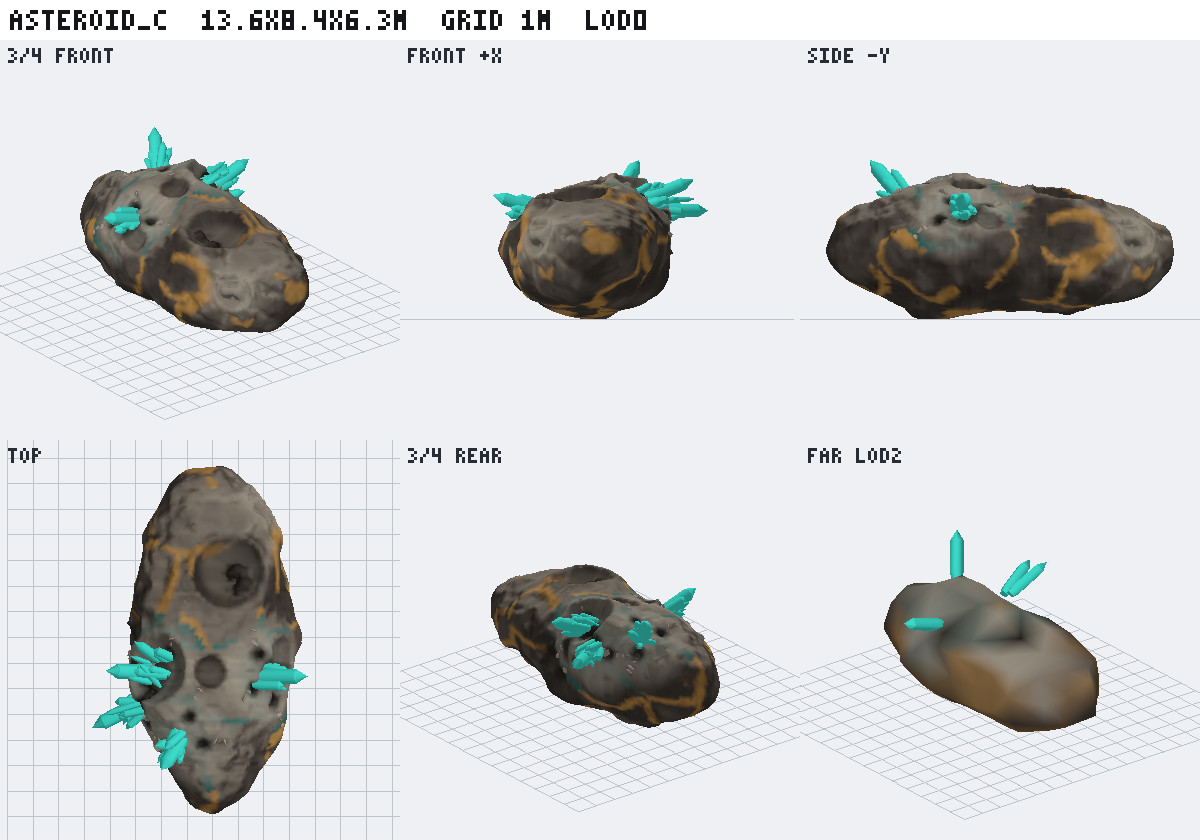 ASTEROID_C 13.6X8.4X6.3M GRID 1M LOD0
3/4 FRONT
FRONT +X
SIDE -Y
TOP
3/4 REAR
FAR LOD2